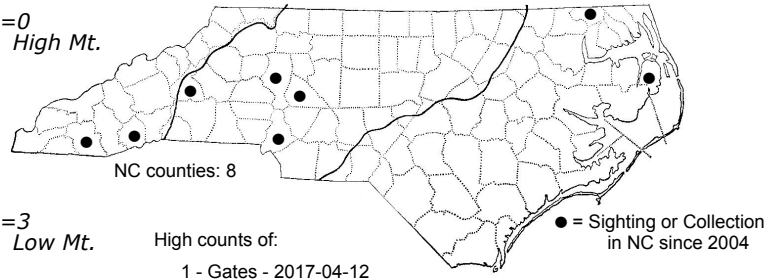 =0
High Mt.
NC counties: 8
=3
Low Mt.
High counts of:
1 - Gates - 2017-04-12
● = Sighting or Collection
in NC since 2004